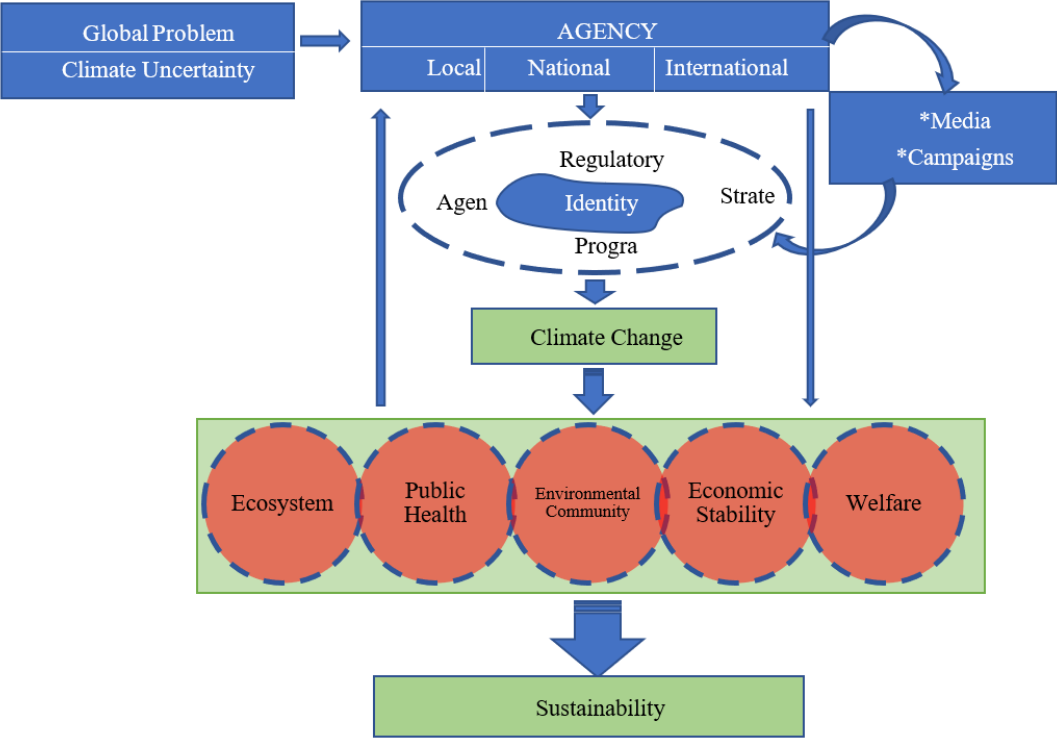 Global Problem
Climate Uncertainty
AGENCY
Local
National
International
*Media
*Campaigns
Regulatory
Agen
Identity
Strate
Progra
Climate Change
Ecosystem
Public
Health
Environmental
Community
Economic
Stability
Welfare
Sustainability